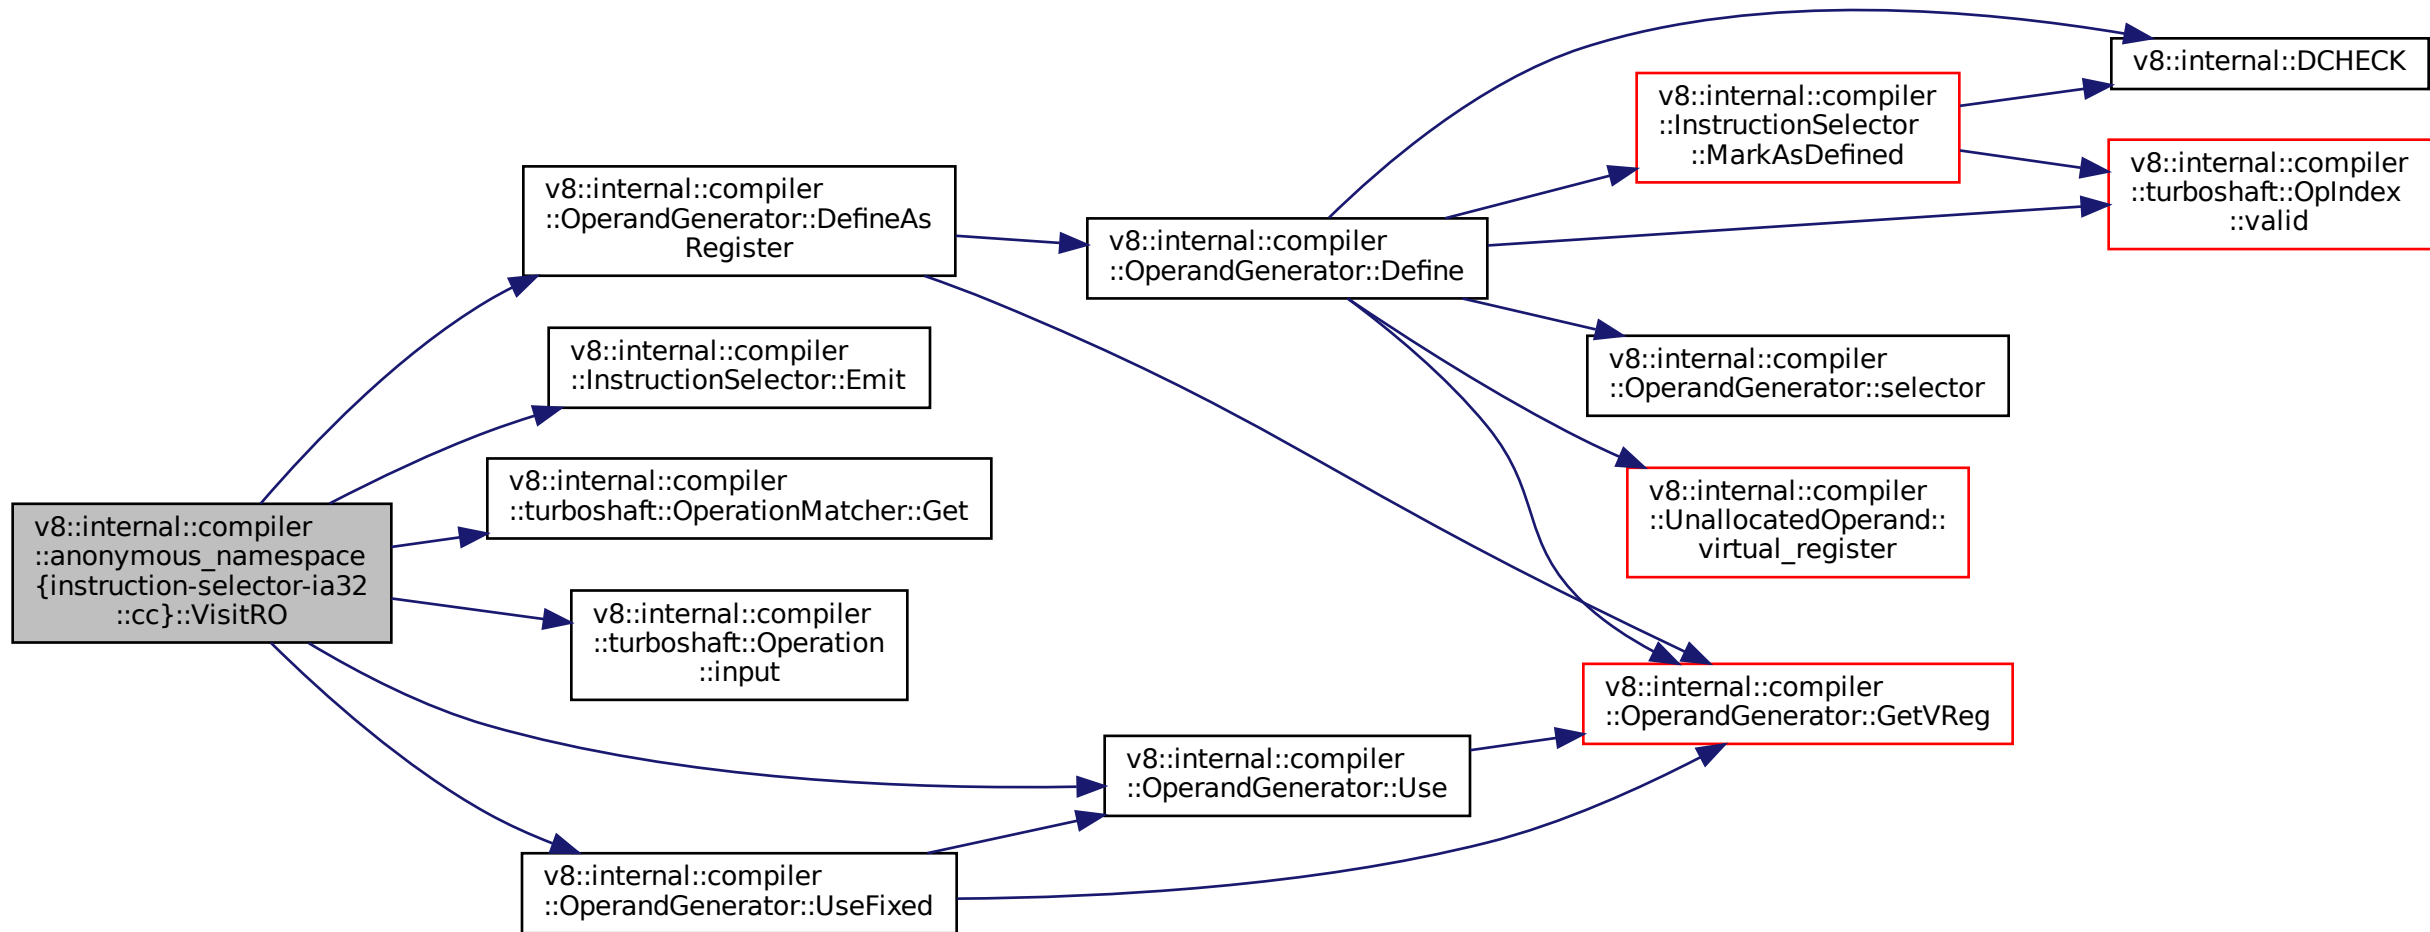 v8::internal::compiler
::anonymous_namespace
{instruction-selector-ia32
::cc}::VisitRO
v8::internal::compiler
::OperandGenerator::DefineAs
Register
v8::internal::compiler
::InstructionSelector::Emit
v8::internal::compiler
::turboshaft::OperationMatcher::Get
v8::internal::compiler
::turboshaft::Operation
::input
v8::internal::compiler
::OperandGenerator::UseFixed
v8::internal::compiler
::OperandGenerator::Define
v8::internal::compiler
::OperandGenerator::Use
v8::internal::compiler
::InstructionSelector
::MarkAsDefined
v8::internal::compiler
::OperandGenerator::selector
v8::internal::compiler
::UnallocatedOperand::
virtual_register
v8::internal::compiler
::OperandGenerator::GetVReg
v8::internal::DCHECK
v8::internal::compiler
::turboshaft::OpIndex
::valid